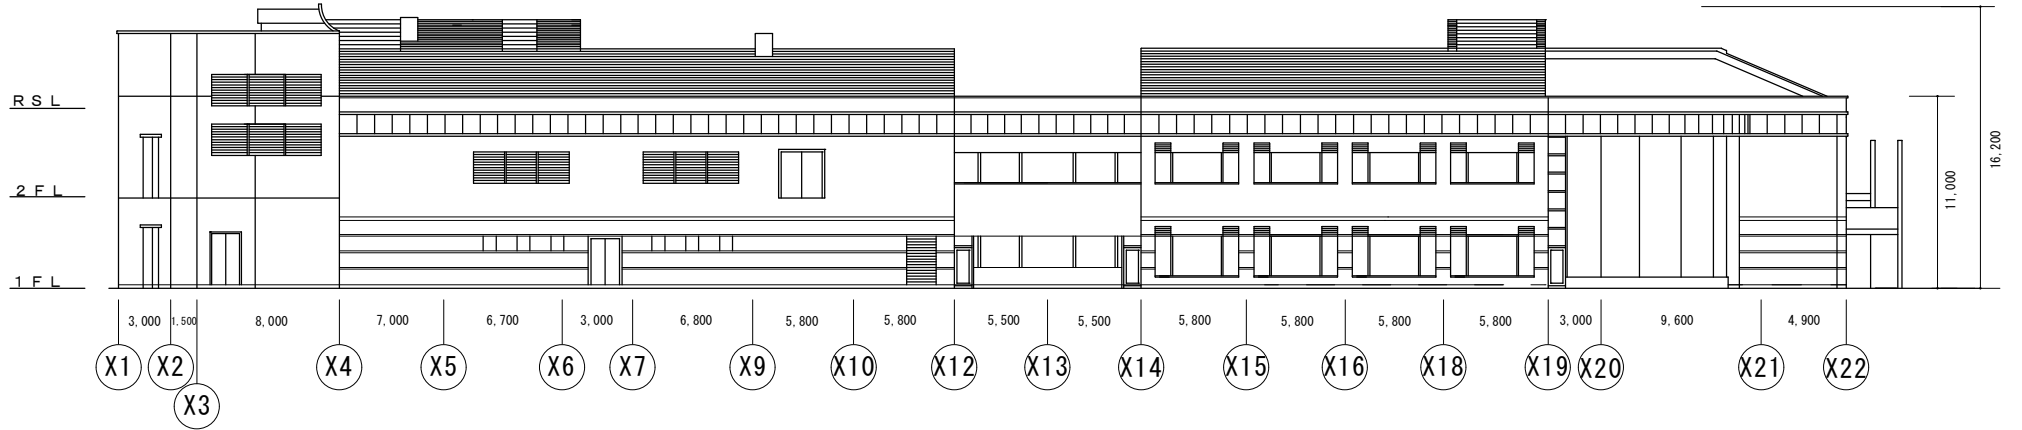 RSL
2FL
1FL
16,200
11,000
3,000 1,500 8,000 7,000 6,700 3,000 6,800 5,800 5,800 5,500 5,500 5,800 5,800 5,800 5,800 3,000 9,600 4,900
X1 X2 X4 X5 X6 X7 X9 X10 X12 X13 X14 X15 X16 X18 X19 X20 X21 X22
X3